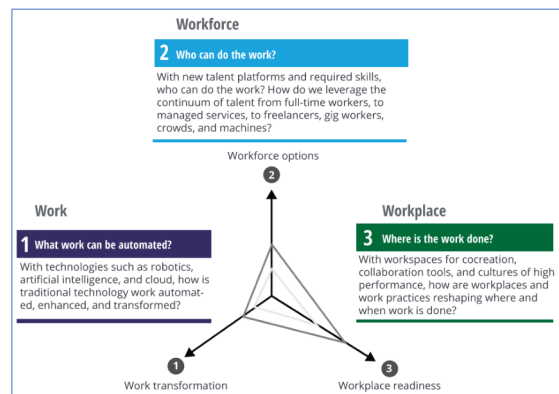 Workforce
2 Who can do the work?
With new talent platforms and required skills,
who can do the work? How do we leverage the
continuum of talent from full-time workers, to
managed services, to freelancers, gig workers,
crowds, and machines?
Workforce options
2
Work
1 What work can be automated?
With technologies such as robotics,
artificial intelligence, and cloud, how is
traditional technology work automat-
ed, enhanced, and transformed?
Workplace
3 Where is the work done?
With workspaces for cocreation,
collaboration tools, and cultures of high
performance, how are workplaces and
work practices reshaping where and
when work is done?
1
Work transformation
3
Workplace readiness